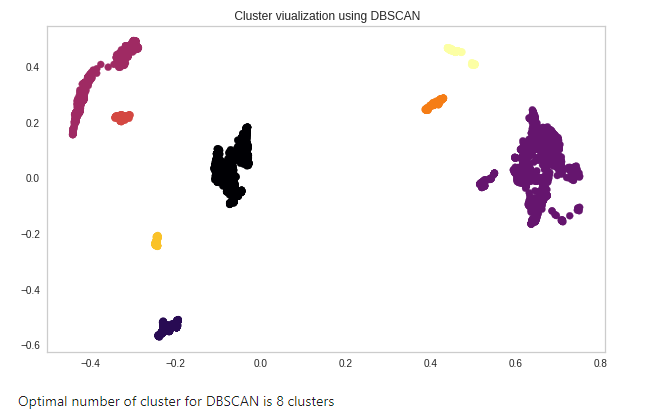 Cluster viualization using DBSCAN
0.4
0.2
0.0
−0.2
−0.4
−0.6
−0.4 −0.2 0.0 0.2 0.4 0.6 0.8
Optimal number of cluster for DBSCAN is 8 clusters